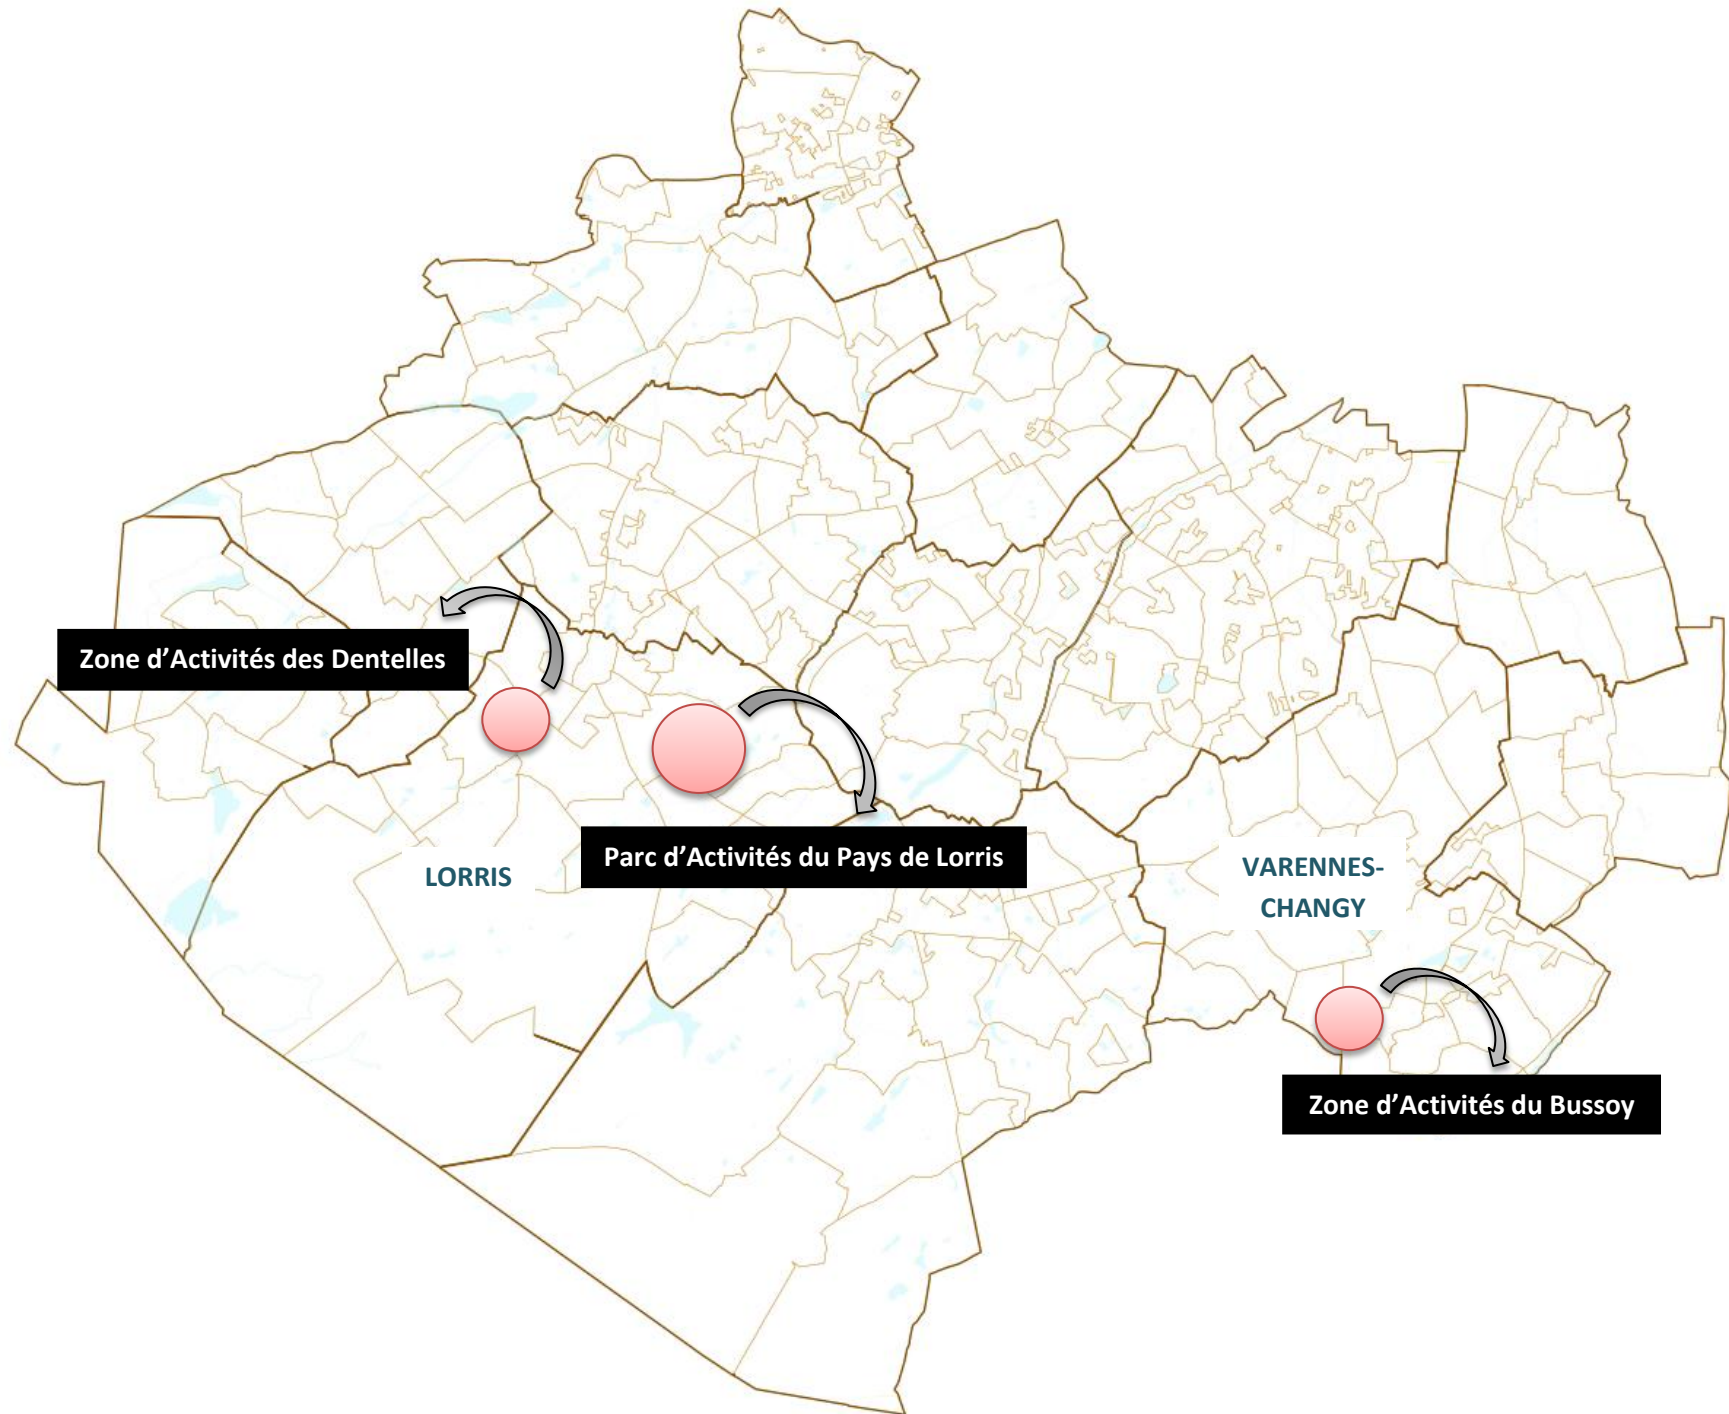 Zone d’Activités des Dentelles
Parc d’Activités du Pays de Lorris
LORRIS
VARENNES-
CHANGY
Zone d’Activités du Bussoy